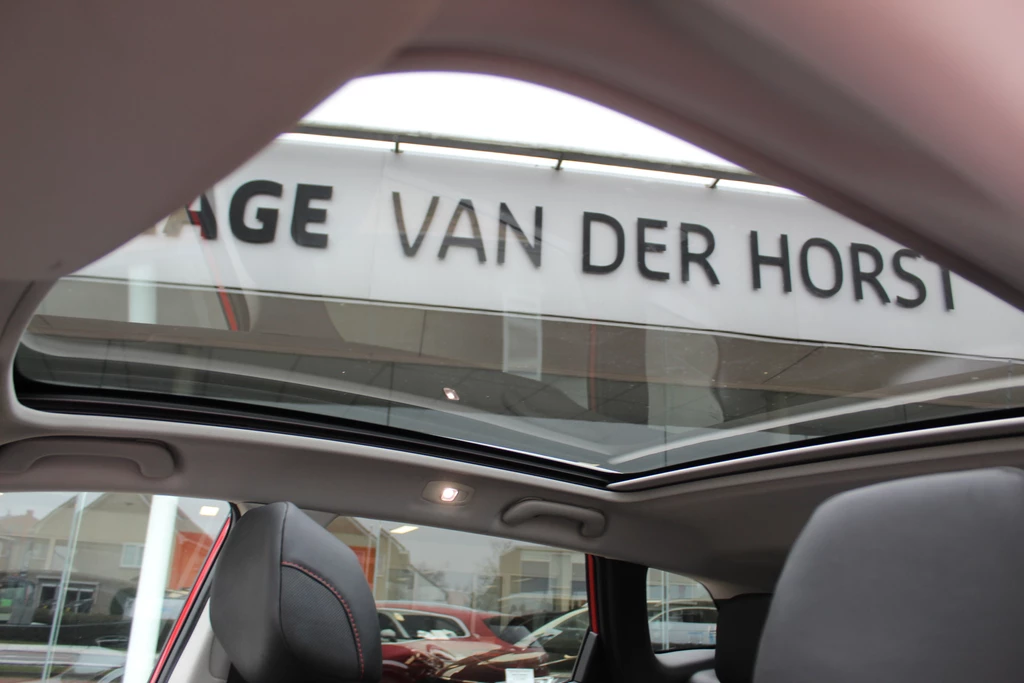 AGE VAN DER HORST